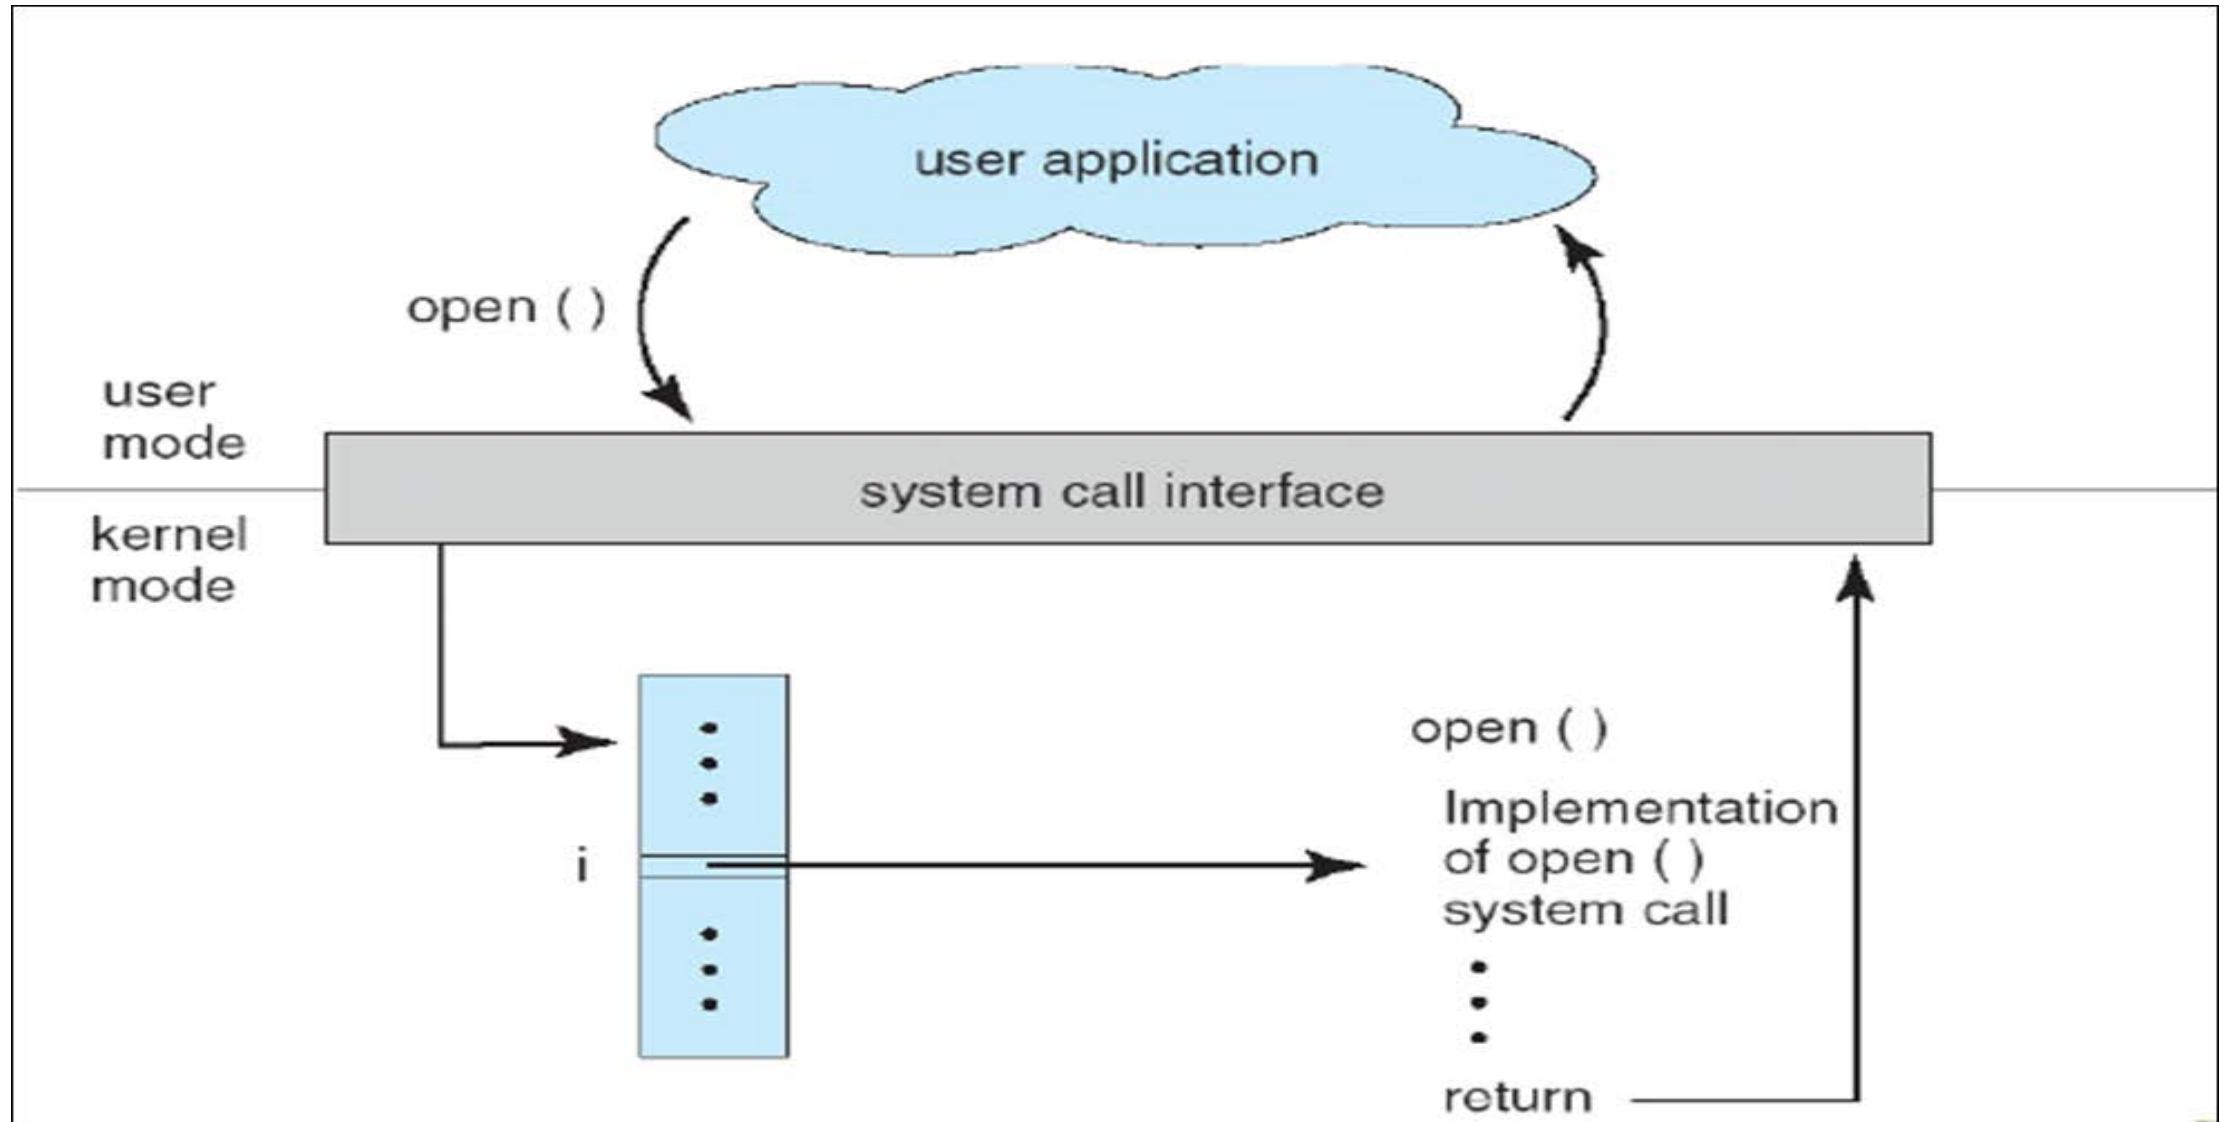 user application
open ( )
user
mode
system call interface
kernel
mode
open ( )
i
Implementation
of open ( )
system call
return